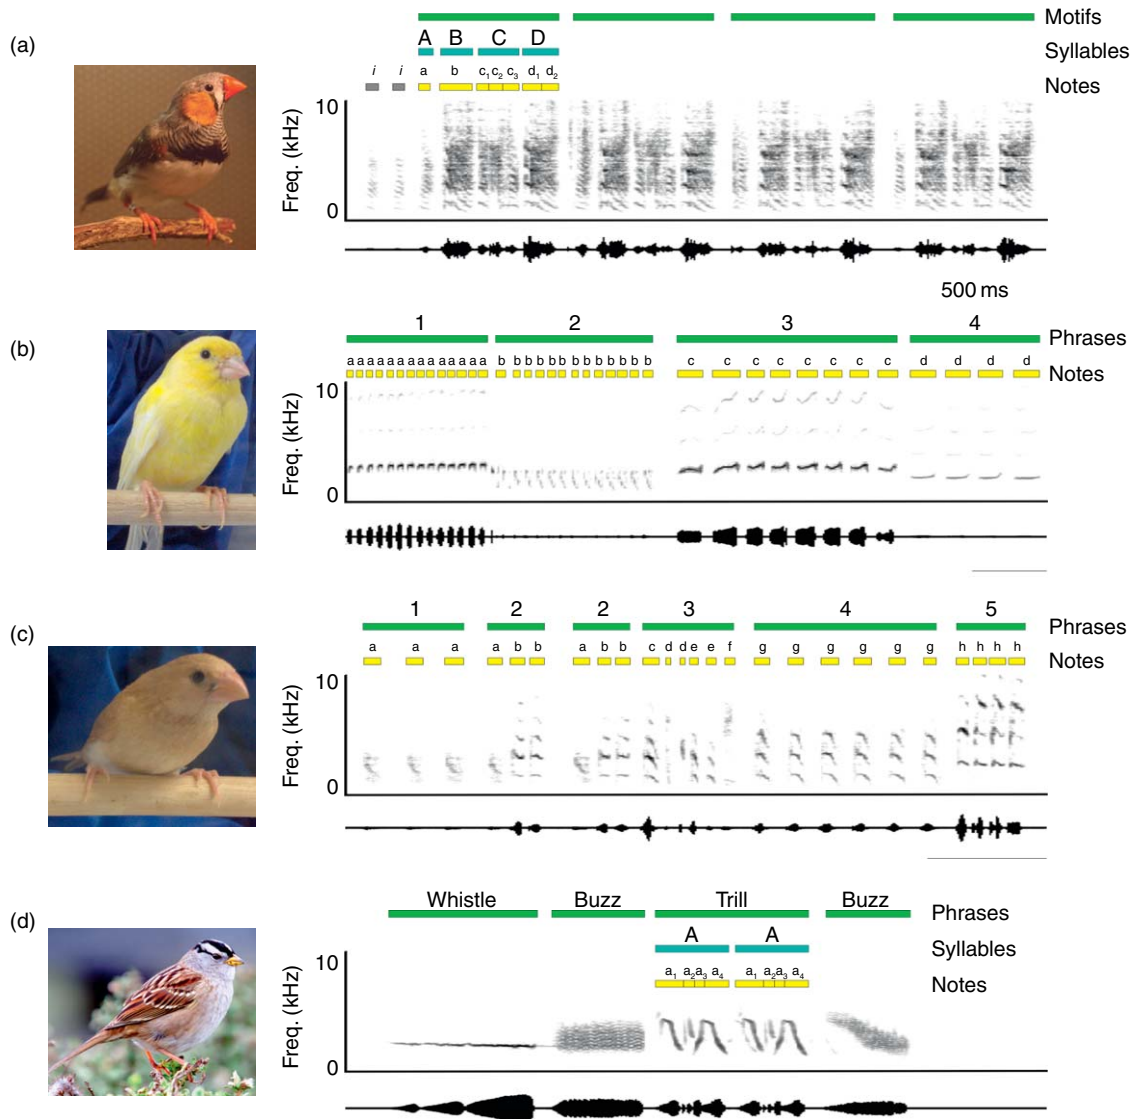 (a)
Motifs
A B C D Syllables
i i a b c1 c2 c3 d1 d2 Notes
10
Freq. (kHz)
0
500 ms
(b)
1 2 3 4 Phrases
a a a a a a a a a a a a a a b b b b b b b b b b b b b c c c c c c c c d d d d Notes
10
Freq. (kHz)
0
(c)
1 2 2 3 4 5 Phrases
a a a a b b a b b c d d e e f g g g g g g h h h h Notes
10
Freq. (kHz)
0
(d)
Whistle Buzz Trill Buzz Phrases
A A Syllables
a1 a2 a3 a4 a1 a2 a3 a4 Notes
10
Freq. (kHz)
0